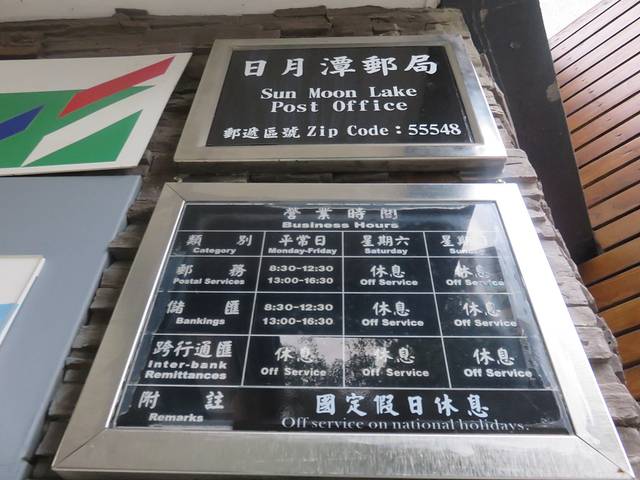 日月潭郵局
Sun Moon Lake
Post Office
郵遞區號 Zip Code：55548
營業時間
Business Hours
類別 平常日 星期六 星期
Category Monday-Friday Saturday
郵務 8:30-12:30 休息 休息
Postal Services 13:00-16:30 Off Service Off Service
儲匯 8:30-12:30 休息 休息
Bankings 13:00-16:30 Off Service Off Service
跨行通匯 休息 休息 休息
Inter-bank Off Service Off Service Off Service
Remittances
附註 國定假日休息
Remarks Off service on national holidays.